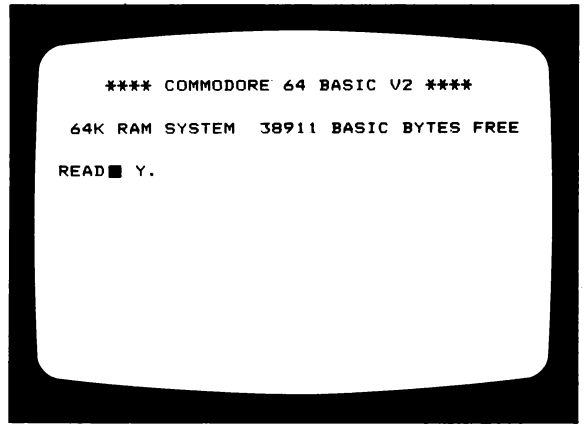 **** COMMODORE 64 BASIC V2 ****
64K RAM SYSTEM 38911 BASIC BYTES FREE
READ■ Y.